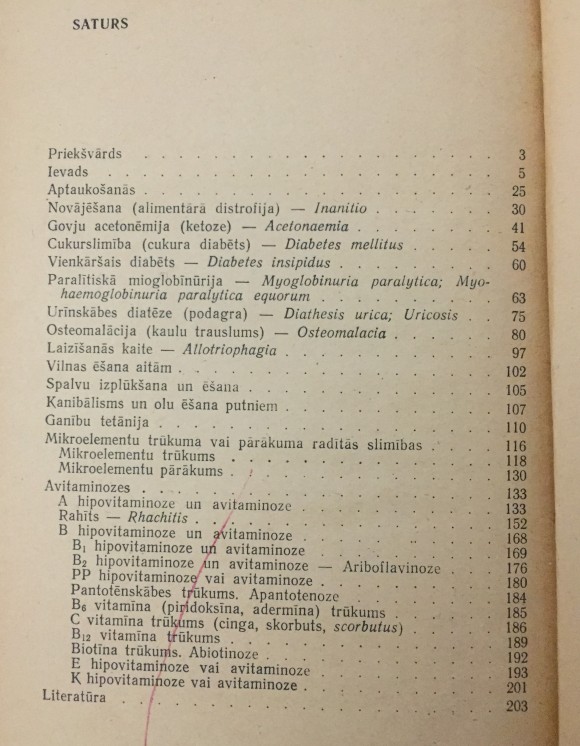 SATURS
Priekšvārds . . . . . . . . . . . . . . . . . 3
Ievads . . . . . . . . . . . . . . . . . 5
Aptaukošanās . . . . . . . . . . . . . . . . . 25
Novājēšana (alimentārā distrofija) — Inanitio . . . . . . . 30
Govju acetonēmija (ketoze) — Acetonaemia . . . . . . . 41
Cukurslimība (cukura diabēts) — Diabetes mellitus . . . . . . 54
Vienkāršais diabēts — Diabetes insipidus . . . . . . . . 60
Paralītiskā mioglobīnūrija — Myoglobinuria paralytica; Myo-
haemoglobinuria paralytica equorum . . . . . . . . . 63
Urīnskābes diatēze (podagra) — Diathesis urica; Uricosis . . 75
Osteomalācija (kaulu trauslums) — Osteomalacia . . . . . . 80
Laizīšanās kaite — Allotriophagia . . . . . . . . . . 97
Vilnas ēšana aitām . . . . . . . . . . . . . . 102
Spalvu izplūkšana un ēšana . . . . . . . . . . . . 105
Kanibālisms un olu ēšana putniem . . . . . . . . . . 107
Ganību tetānija . . . . . . . . . . . . . . 110
Mikroelementu trūkuma vai pārākuma radītās slimības . . . . 116
Mikroelementu trūkums . . . . . . . . . . . . 118
Mikroelementu pārākums . . . . . . . . . . . . 130
Avitaminozes . . . . . . . . . . . . . . . 133
A hipovitaminoze un avitaminoze . . . . . . . . . . 133
Rahīts — Rhachitis . . . . . . . . . . . . . 152
B hipovitaminoze un avitaminoze . . . . . . . . . . 168
B₁ hipovitaminoze un avitaminoze . . . . . . . . . 169
B₂ hipovitaminoze un avitaminoze — Ariboflavinoze . . . . 176
PP hipovitaminoze vai avitaminoze . . . . . . . . . 180
Pantotēnskābes trūkums. Apantotenoze . . . . . . . . 184
B₆ vitamīna (piridoksīna, adermīna) trūkums . . . . . . 185
C vitamīna trūkums (cinga, skorbuts, scorbutus) . . . . . 186
B₁₂ vitamīna trūkums . . . . . . . . . . . . 189
Biotīna trūkums. Abiotinoze . . . . . . . . . . . 192
E hipovitaminoze vai avitaminoze . . . . . . . . . 193
K hipovitaminoze vai avitaminoze . . . . . . . . . . 201
Literatūra . . . . . . . . . . . . . . . . 203